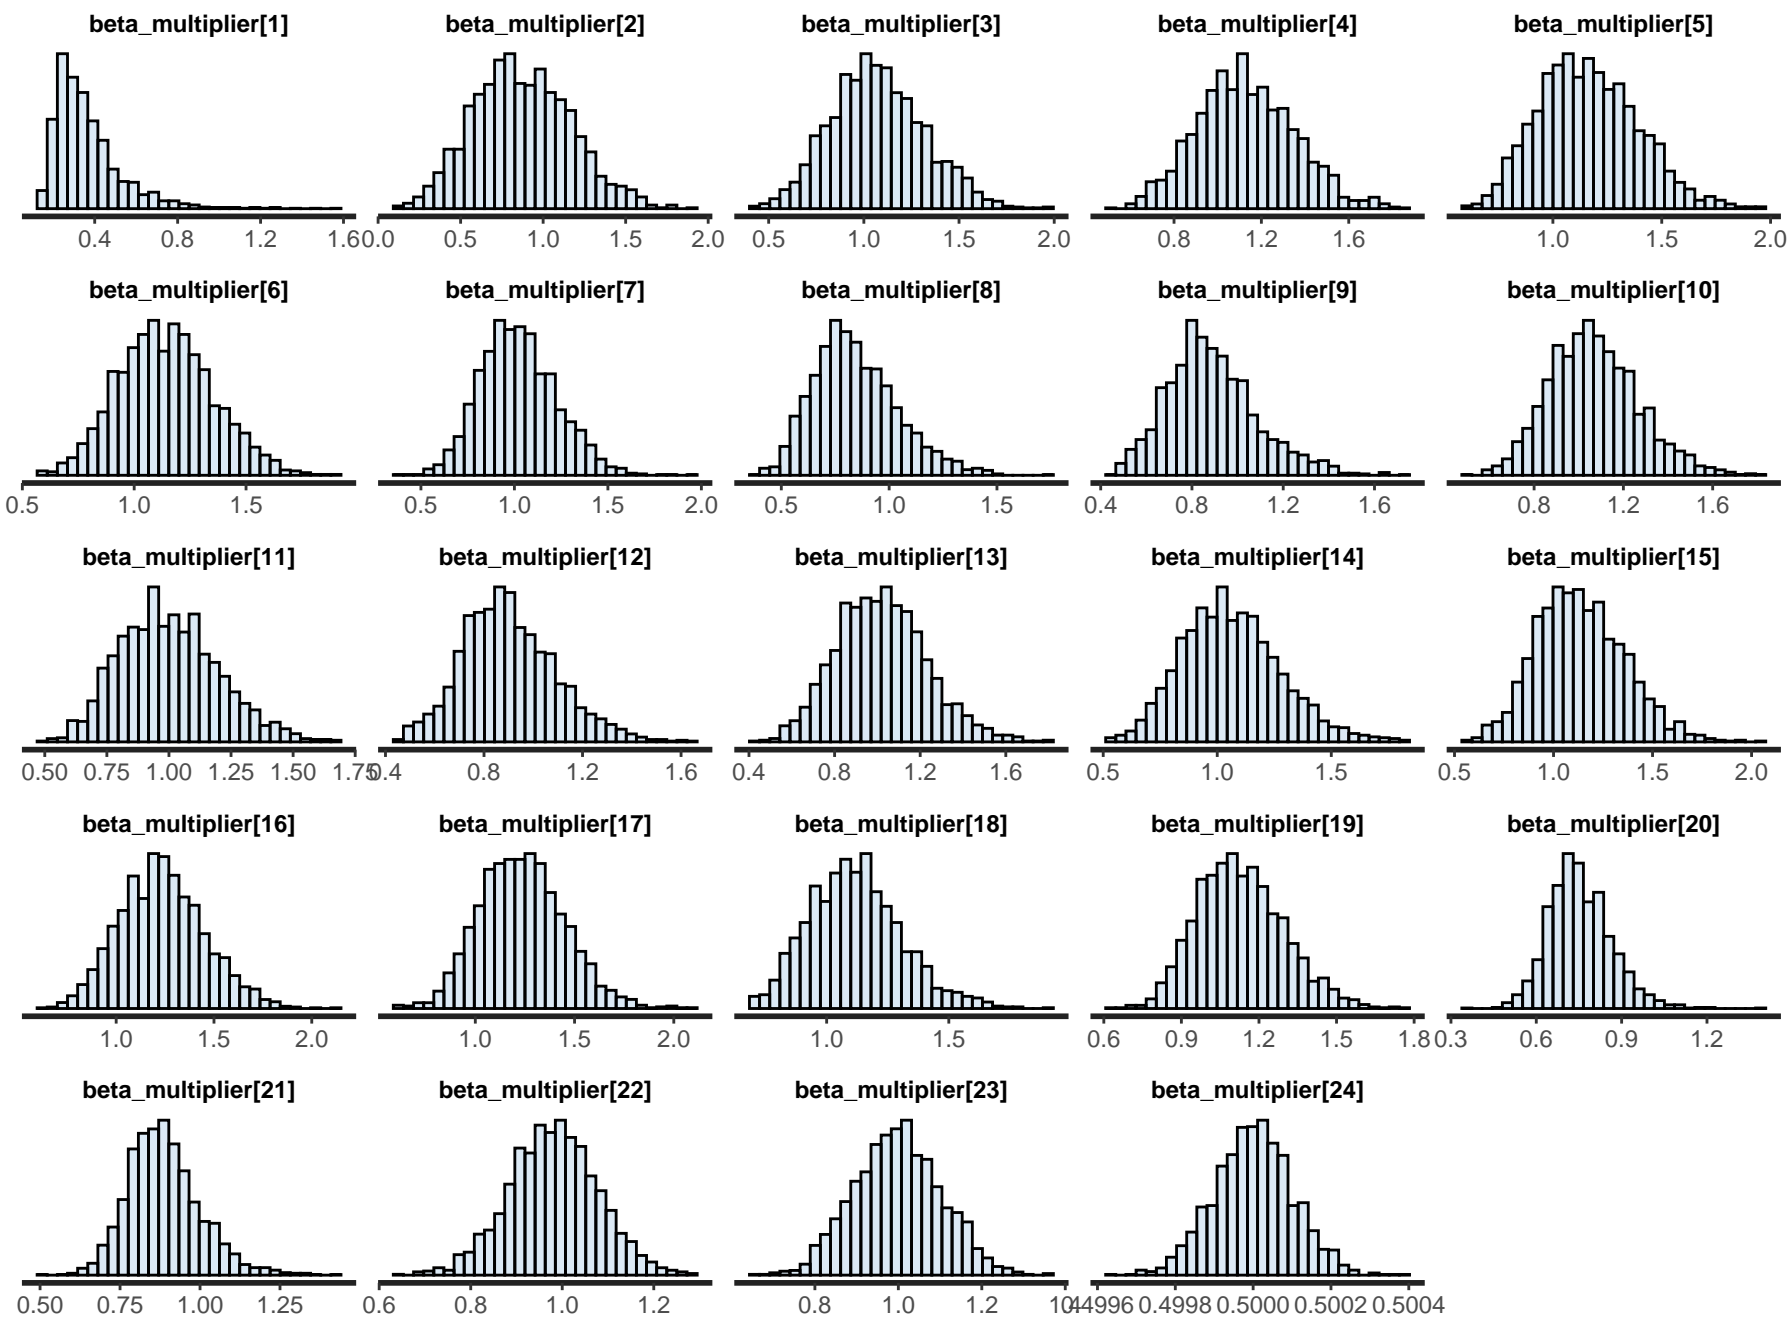 beta_multiplier[1] beta_multiplier[2] beta_multiplier[3] beta_multiplier[4] beta_multiplier[5]
0.4 0.8 1.2 1.6 0.0 0.5 1.0 1.5 2.0 0.5 1.0 1.5 2.0 0.8 1.2 1.6 1.0 1.5 2.0
beta_multiplier[6] beta_multiplier[7] beta_multiplier[8] beta_multiplier[9] beta_multiplier[10]
0.5 1.0 1.5 0.5 1.0 1.5 2.0 0.5 1.0 1.5 0.4 0.8 1.2 1.6 0.8 1.2 1.6
beta_multiplier[11] beta_multiplier[12] beta_multiplier[13] beta_multiplier[14] beta_multiplier[15]
0.50 0.75 1.00 1.25 1.50 1.75 0.4 0.8 1.2 1.6 0.4 0.8 1.2 1.6 0.5 1.0 1.5 0.5 1.0 1.5 2.0
beta_multiplier[16] beta_multiplier[17] beta_multiplier[18] beta_multiplier[19] beta_multiplier[20]
1.0 1.5 2.0 1.0 1.5 2.0 1.0 1.5 0.6 0.9 1.2 1.5 1.8 0.3 0.6 0.9 1.2
beta_multiplier[21] beta_multiplier[22] beta_multiplier[23] beta_multiplier[24]
0.50 0.75 1.00 1.25 0.6 0.8 1.0 1.2 0.8 1.0 1.2 1.4 0.4996 0.4998 0.5000 0.5002 0.5004